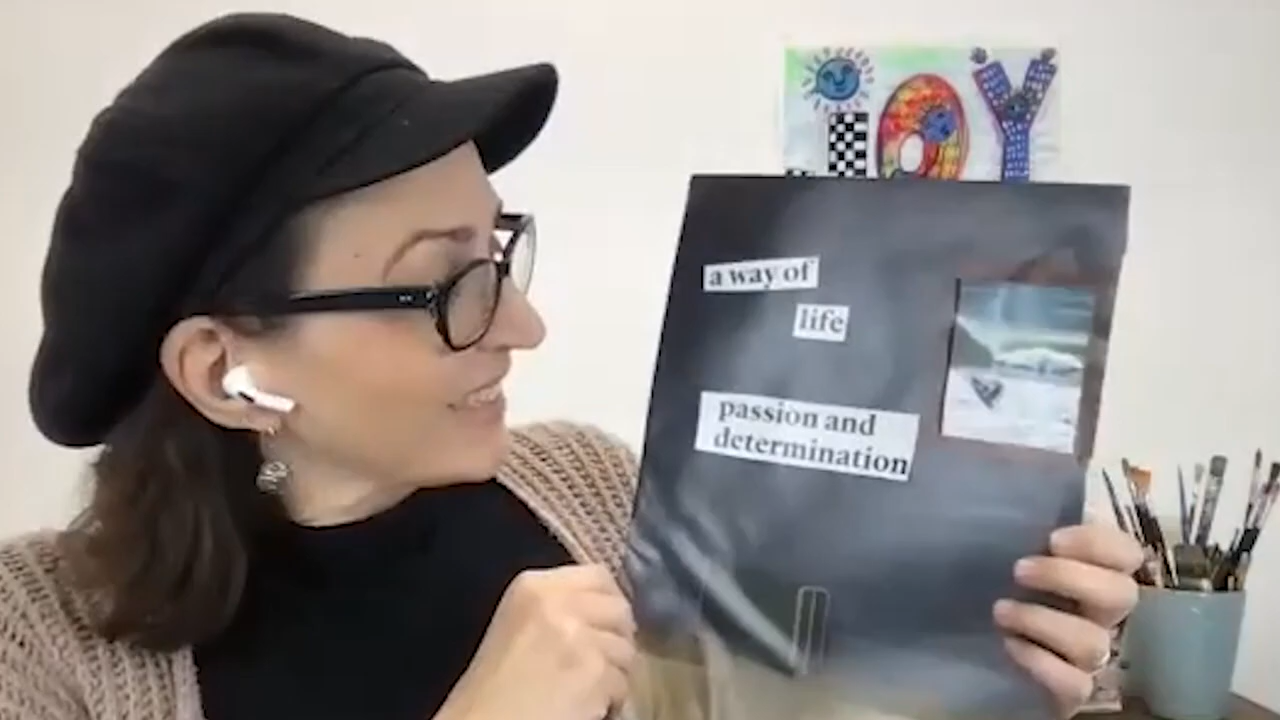 JOY
a way of
life
passion and
determination